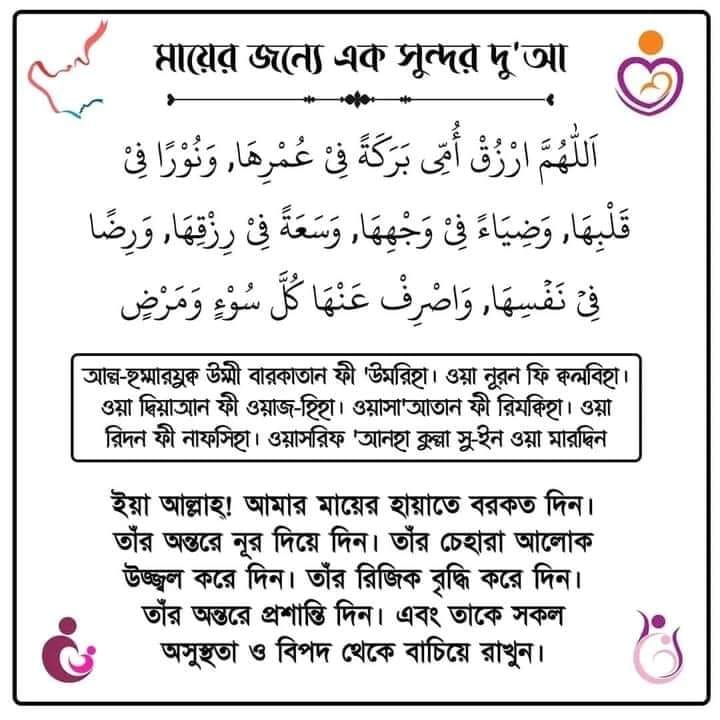 মায়ের জন্যে এক সুন্দর দু'আ
اَللّٰهُمَّ ارْزُقْ أُمِّى بَرَكَةً فِىْ عُمْرِهَا, وَنُوْرًا فِىْ
قَلْبِهَا, وَضِيَاءً فِىْ وَجْهِهَا, وَسَعَةً فِىْ رِزْقِهَا, وَرِضًا
فِىْ نَفْسِهَا, وَاصْرِفْ عَنْهَا كُلَّ سُوْءٍ وَمَرْضٍ
আল্ল-হুম্মারযুক্ব উম্মী বারকাতান ফী 'উমরিহা। ওয়া নূরন ফি ক্বলবিহা।
ওয়া দ্বিয়াআন ফী ওয়াজ-হিহা। ওয়াসা'আতান ফী রিযক্বিহা। ওয়া
রিদন ফী নাফসিহা। ওয়াসরিফ 'আনহা কুল্লা সু-ইন ওয়া মারদ্বিন
ইয়া আল্লাহ! আমার মায়ের হায়াতে বরকত দিন।
তাঁর অন্তরে নূর দিয়ে দিন। তাঁর চেহারা আলোক
উজ্জ্বল করে দিন। তাঁর রিজিক বৃদ্ধি করে দিন।
তাঁর অন্তরে প্রশান্তি দিন। এবং তাকে সকল
অসুস্থতা ও বিপদ থেকে বাচিয়ে রাখুন।